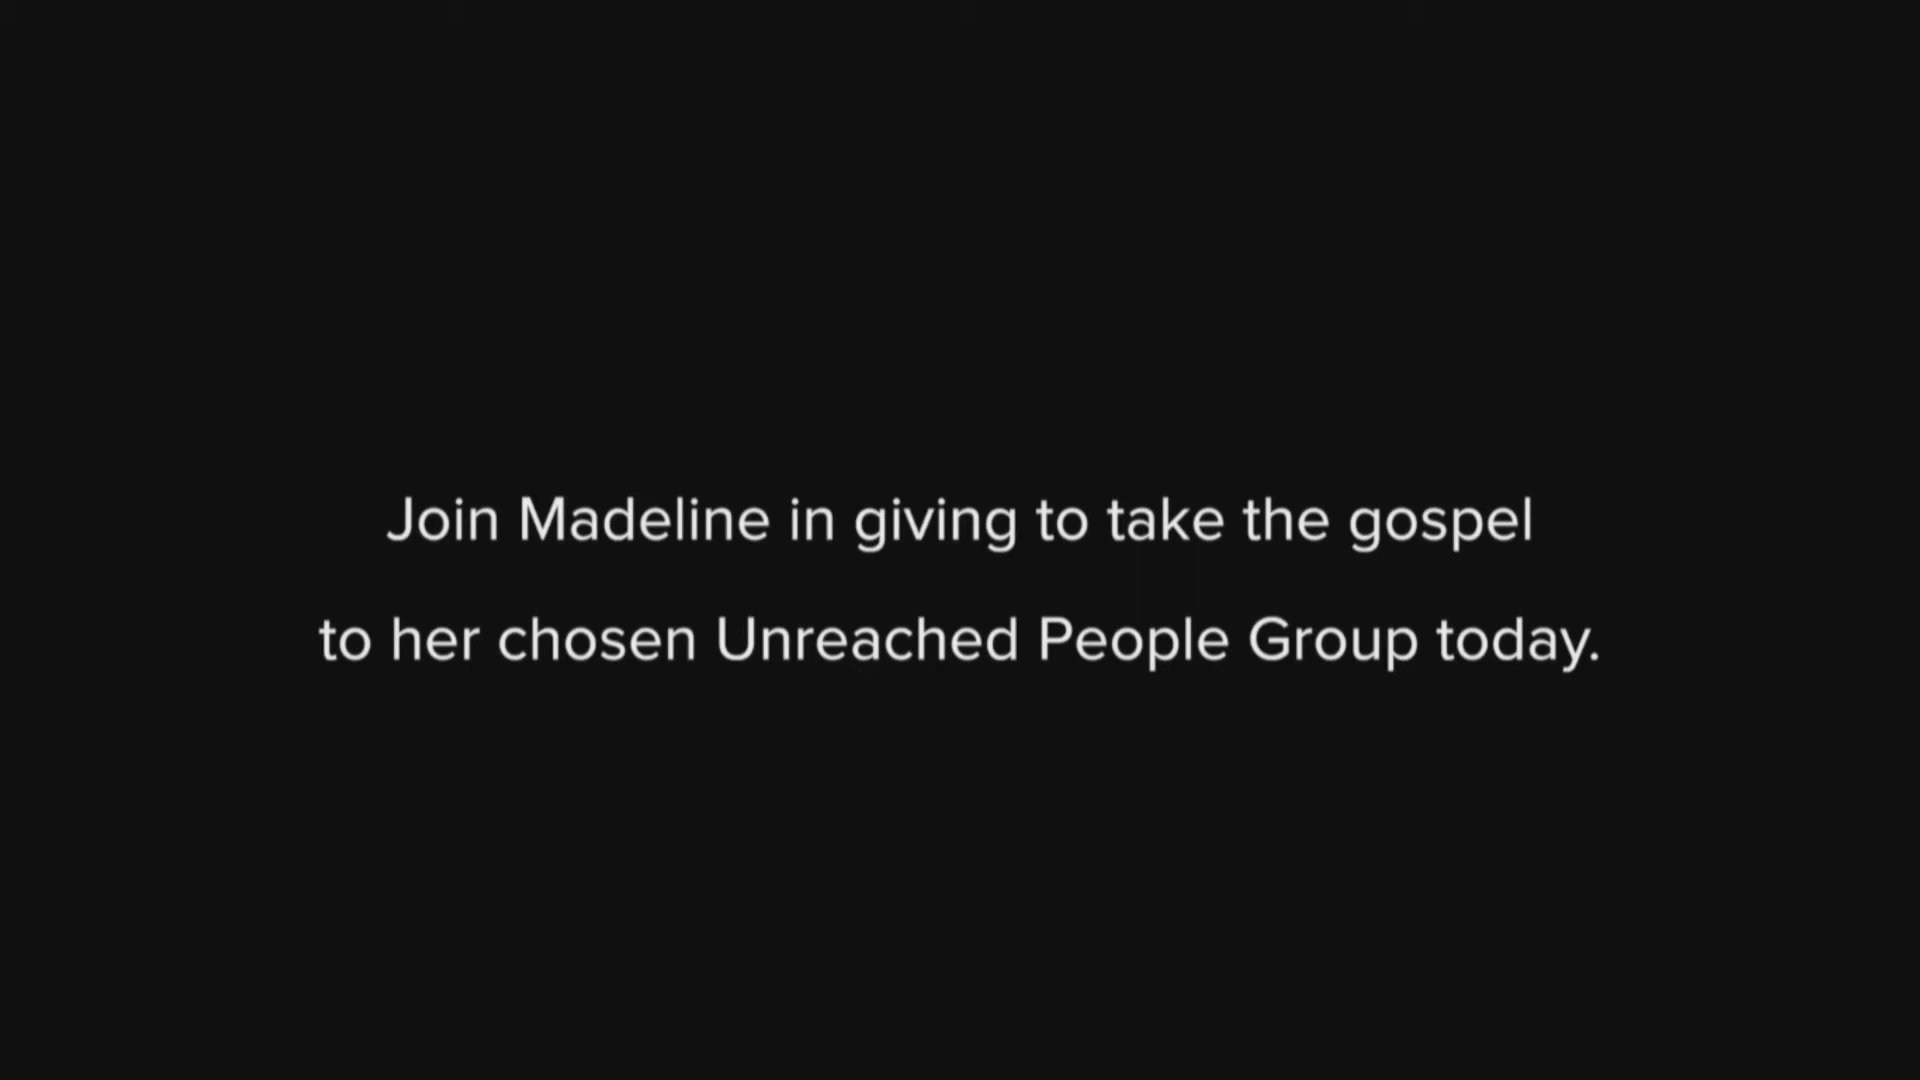 Join Madeline in giving to take the gospel
to her chosen Unreached People Group today.